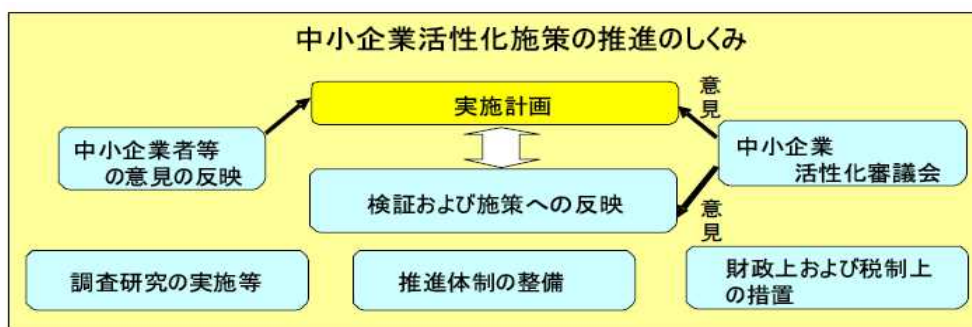 中小企業活性化施策の推進のしくみ
実施計画
意見
中小企業者等
の意見の反映
中小企業
活性化審議会
検証および施策への反映
意見
調査研究の実施等
推進体制の整備
財政上および税制上
の措置